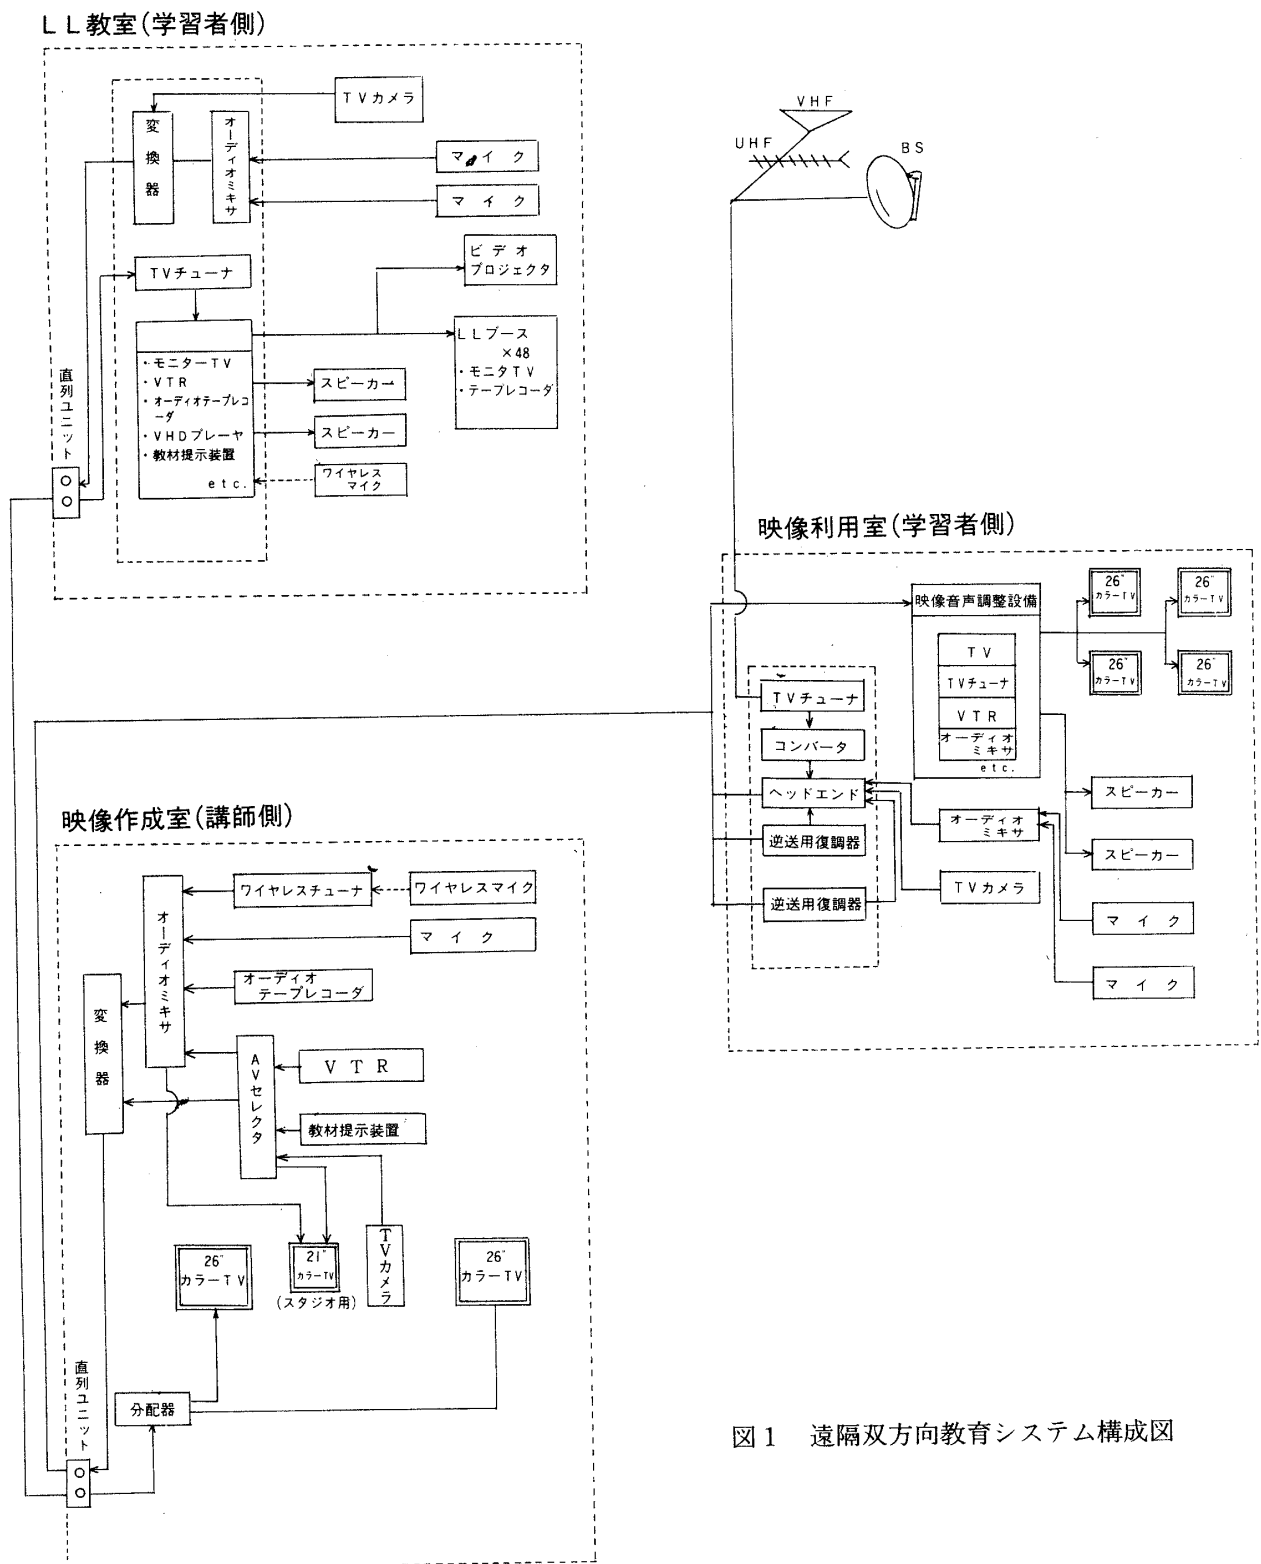 ＬＬ教室(学習者側)
ＴＶカメラ
変換器
オーディオミキサ
マイク
マイク
ＴＶチューナ
ビデオ
プロジェクタ
・モニターＴＶ
・ＶＴＲ
・オーディオテープレコ
ーダ
・ＶＨＤプレーヤ
・教材提示装置
etc.
ＬＬブース
×48
・モニタＴＶ
・テープレコーダ
スピーカー
スピーカー
ワイヤレス
マイク
直列ユニット
ＶＨＦ
ＵＨＦ
ＢＳ
映像利用室(学習者側)
映像音声調整設備
ＴＶ
ＴＶチューナ
ＶＴＲ
オーディオ
ミキサ
etc.
26"
カラーＴＶ
26"
カラーＴＶ
26"
カラーＴＶ
26"
カラーＴＶ
ＴＶチューナ
コンバータ
ヘッドエンド
逆送用復調器
逆送用復調器
オーディオ
ミキサ
ＴＶカメラ
スピーカー
スピーカー
マイク
マイク
映像作成室(講師側)
オーディオミキサ
ワイヤレスチューナ
ワイヤレスマイク
マイク
オーディオ
テープレコーダ
変換器
ＡＶセレクタ
ＶＴＲ
教材提示装置
ＴＶカメラ
26"
カラーＴＶ
21"
カラーＴＶ
(スタジオ用)
26"
カラーＴＶ
直列ユニット
分配器
図１　遠隔双方向教育システム構成図